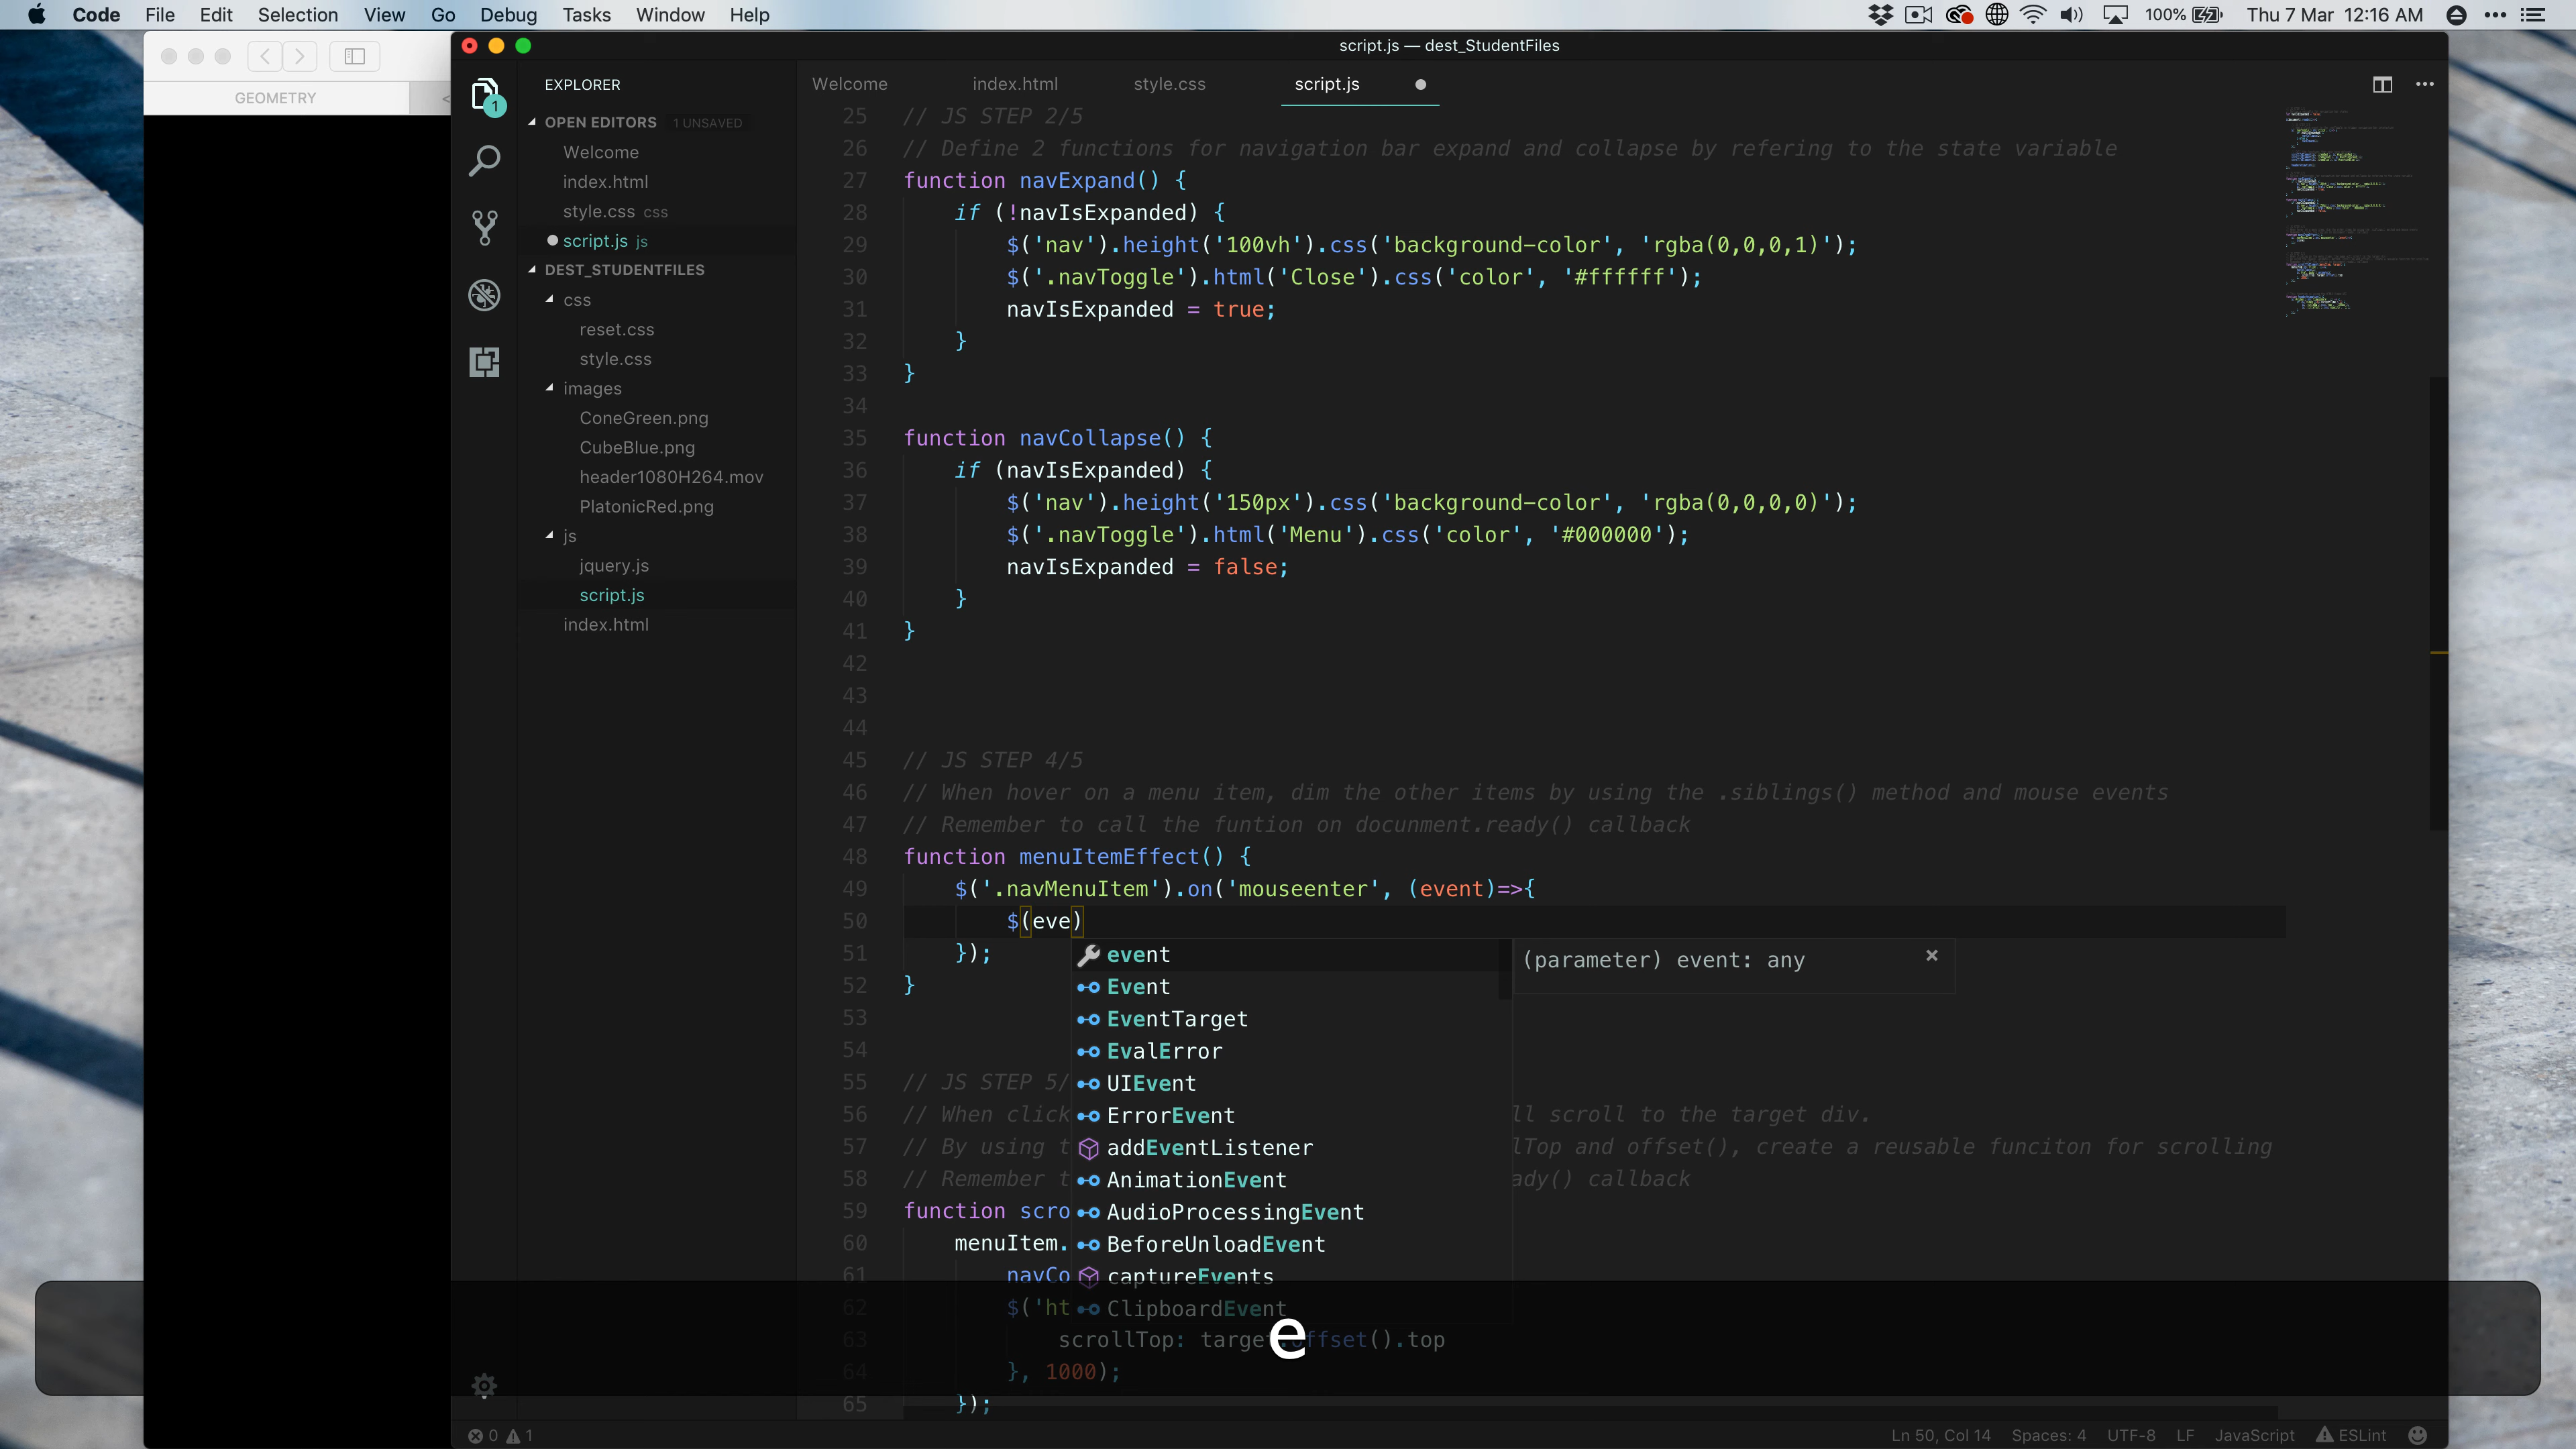 Code File Edit Selection View Go Debug Tasks Window Help 100% Thu 7 Mar 12:16 AM
script.js — dest_StudentFiles
GEOMETRY <
EXPLORER
OPEN EDITORS 1 UNSAVED
Welcome
index.html
style.css css
script.js js
DEST_STUDENTFILES
css
reset.css
style.css
images
ConeGreen.png
CubeBlue.png
header1080H264.mov
PlatonicRed.png
js
jquery.js
script.js
index.html
Welcome index.html style.css script.js
25 // JS STEP 2/5
26 // Define 2 functions for navigation bar expand and collapse by refering to the state variable
27 function navExpand() {
28 if (!navIsExpanded) {
29 $('nav').height('100vh').css('background-color', 'rgba(0,0,0,1)');
30 $('.navToggle').html('Close').css('color', '#ffffff');
31 navIsExpanded = true;
32 }
33 }
34
35 function navCollapse() {
36 if (navIsExpanded) {
37 $('nav').height('150px').css('background-color', 'rgba(0,0,0,0)');
38 $('.navToggle').html('Menu').css('color', '#000000');
39 navIsExpanded = false;
40 }
41 }
42
43
44
45 // JS STEP 4/5
46 // When hover on a menu item, dim the other items by using the .siblings() method and mouse events
47 // Remember to call the funtion on docunment.ready() callback
48 function menuItemEffect() {
49 $('.navMenuItem').on('mouseenter', (event)=>{
50 $(eve)
51 });
52 }
53
54
55 // JS STEP 5/
56 // When click ll scroll to the target div.
57 // By using t lTop and offset(), create a reusable funciton for scrolling
58 // Remember t ady() callback
59 function scro
60 menuItem.
61 navCo
62 $('ht
63 scrollTop: target.offset().top
64 }, 1000);
65 });
event
Event
EventTarget
EvalError
UIEvent
ErrorEvent
addEventListener
AnimationEvent
AudioProcessingEvent
BeforeUnloadEvent
captureEvents
ClipboardEvent
(parameter) event: any
e
0 1 Ln 50, Col 14 Spaces: 4 UTF-8 LF JavaScript ESLint